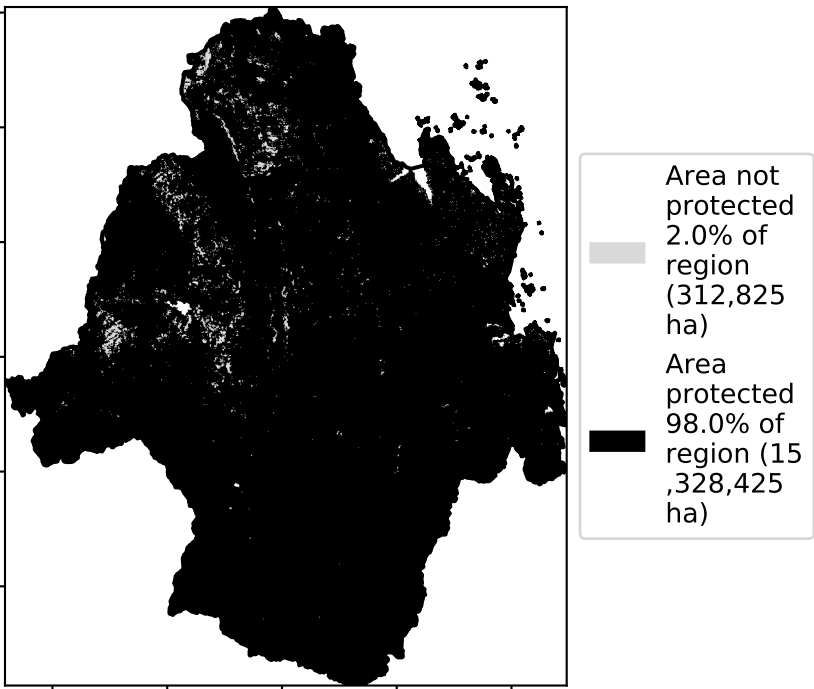 Area not
protected
2.0% of
region
(312,825
ha)
Area
protected
98.0% of
region (15
,328,425
ha)